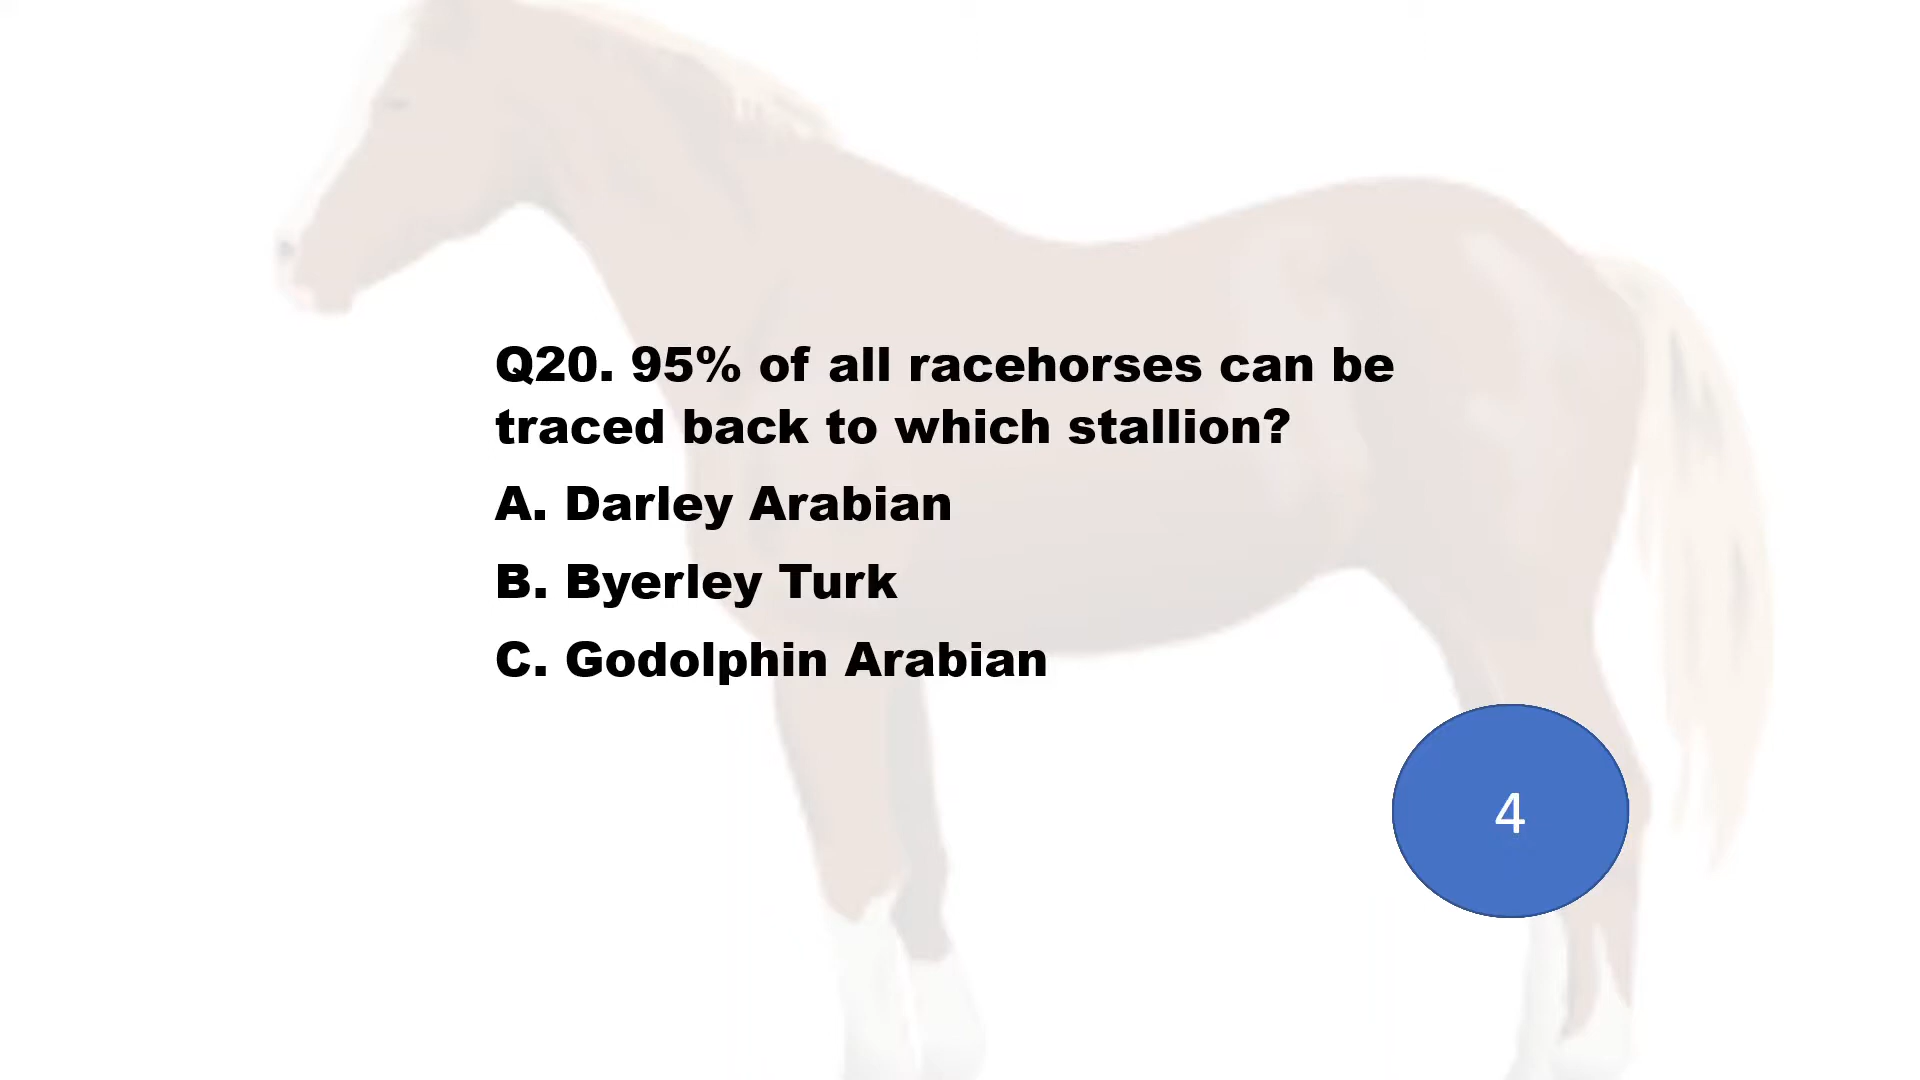 Q20. 95% of all racehorses can be
traced back to which stallion?
A. Darley Arabian
B. Byerley Turk
C. Godolphin Arabian
4